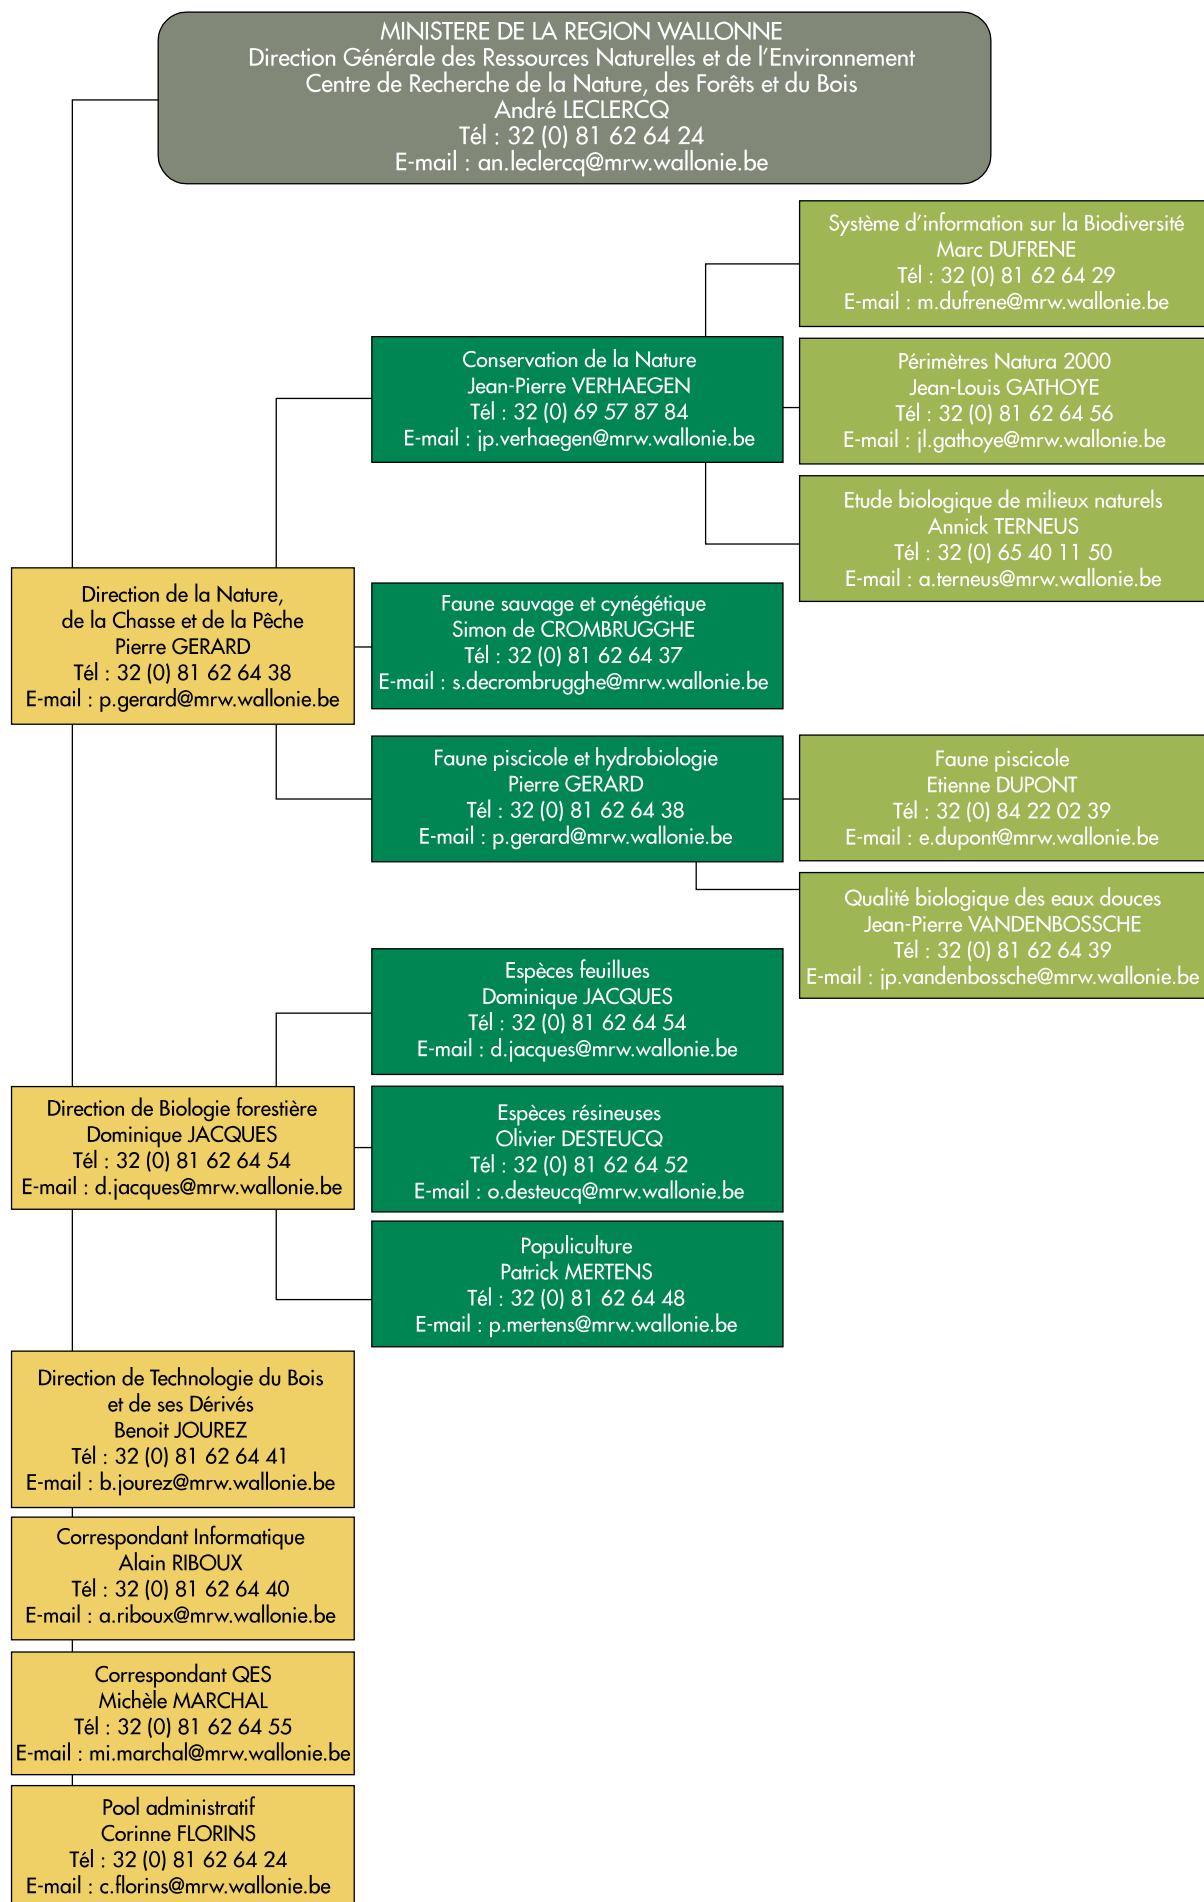 MINISTERE DE LA REGION WALLONNE
Direction Générale des Ressources Naturelles et de l'Environnement
Centre de Recherche de la Nature, des Forêts et du Bois
André LECLERCQ
Tél : 32 (0) 81 62 64 24
E-mail : an.leclercq@mrw.wallonie.be
Système d'information sur la Biodiversité
Marc DUFRENE
Tél : 32 (0) 81 62 64 29
E-mail : m.dufrene@mrw.wallonie.be
Conservation de la Nature
Jean-Pierre VERHAEGEN
Tél : 32 (0) 69 57 87 84
E-mail : jp.verhaegen@mrw.wallonie.be
Périmètres Natura 2000
Jean-Louis GATHOYE
Tél : 32 (0) 81 62 64 56
E-mail : jl.gathoye@mrw.wallonie.be
Etude biologique de milieux naturels
Annick TERNEUS
Tél : 32 (0) 65 40 11 50
E-mail : a.terneus@mrw.wallonie.be
Direction de la Nature,
de la Chasse et de la Pêche
Pierre GERARD
Tél : 32 (0) 81 62 64 38
E-mail : p.gerard@mrw.wallonie.be
Faune sauvage et cynégétique
Simon de CROMBRUGGHE
Tél : 32 (0) 81 62 64 37
E-mail : s.decrombrugghe@mrw.wallonie.be
Faune piscicole et hydrobiologie
Pierre GERARD
Tél : 32 (0) 81 62 64 38
E-mail : p.gerard@mrw.wallonie.be
Faune piscicole
Etienne DUPONT
Tél : 32 (0) 84 22 02 39
E-mail : e.dupont@mrw.wallonie.be
Qualité biologique des eaux douces
Jean-Pierre VANDENBOSSCHE
Tél : 32 (0) 81 62 64 39
E-mail : jp.vandenbossche@mrw.wallonie.be
Espèces feuillues
Dominique JACQUES
Tél : 32 (0) 81 62 64 54
E-mail : d.jacques@mrw.wallonie.be
Direction de Biologie forestière
Dominique JACQUES
Tél : 32 (0) 81 62 64 54
E-mail : d.jacques@mrw.wallonie.be
Espèces résineuses
Olivier DESTEUCQ
Tél : 32 (0) 81 62 64 52
E-mail : o.desteucq@mrw.wallonie.be
Populiculture
Patrick MERTENS
Tél : 32 (0) 81 62 64 48
E-mail : p.mertens@mrw.wallonie.be
Direction de Technologie du Bois
et de ses Dérivés
Benoit JOUREZ
Tél : 32 (0) 81 62 64 41
E-mail : b.jourez@mrw.wallonie.be
Correspondant Informatique
Alain RIBOUX
Tél : 32 (0) 81 62 64 40
E-mail : a.riboux@mrw.wallonie.be
Correspondant QES
Michèle MARCHAL
Tél : 32 (0) 81 62 64 55
E-mail : mi.marchal@mrw.wallonie.be
Pool administratif
Corinne FLORINS
Tél : 32 (0) 81 62 64 24
E-mail : c.florins@mrw.wallonie.be